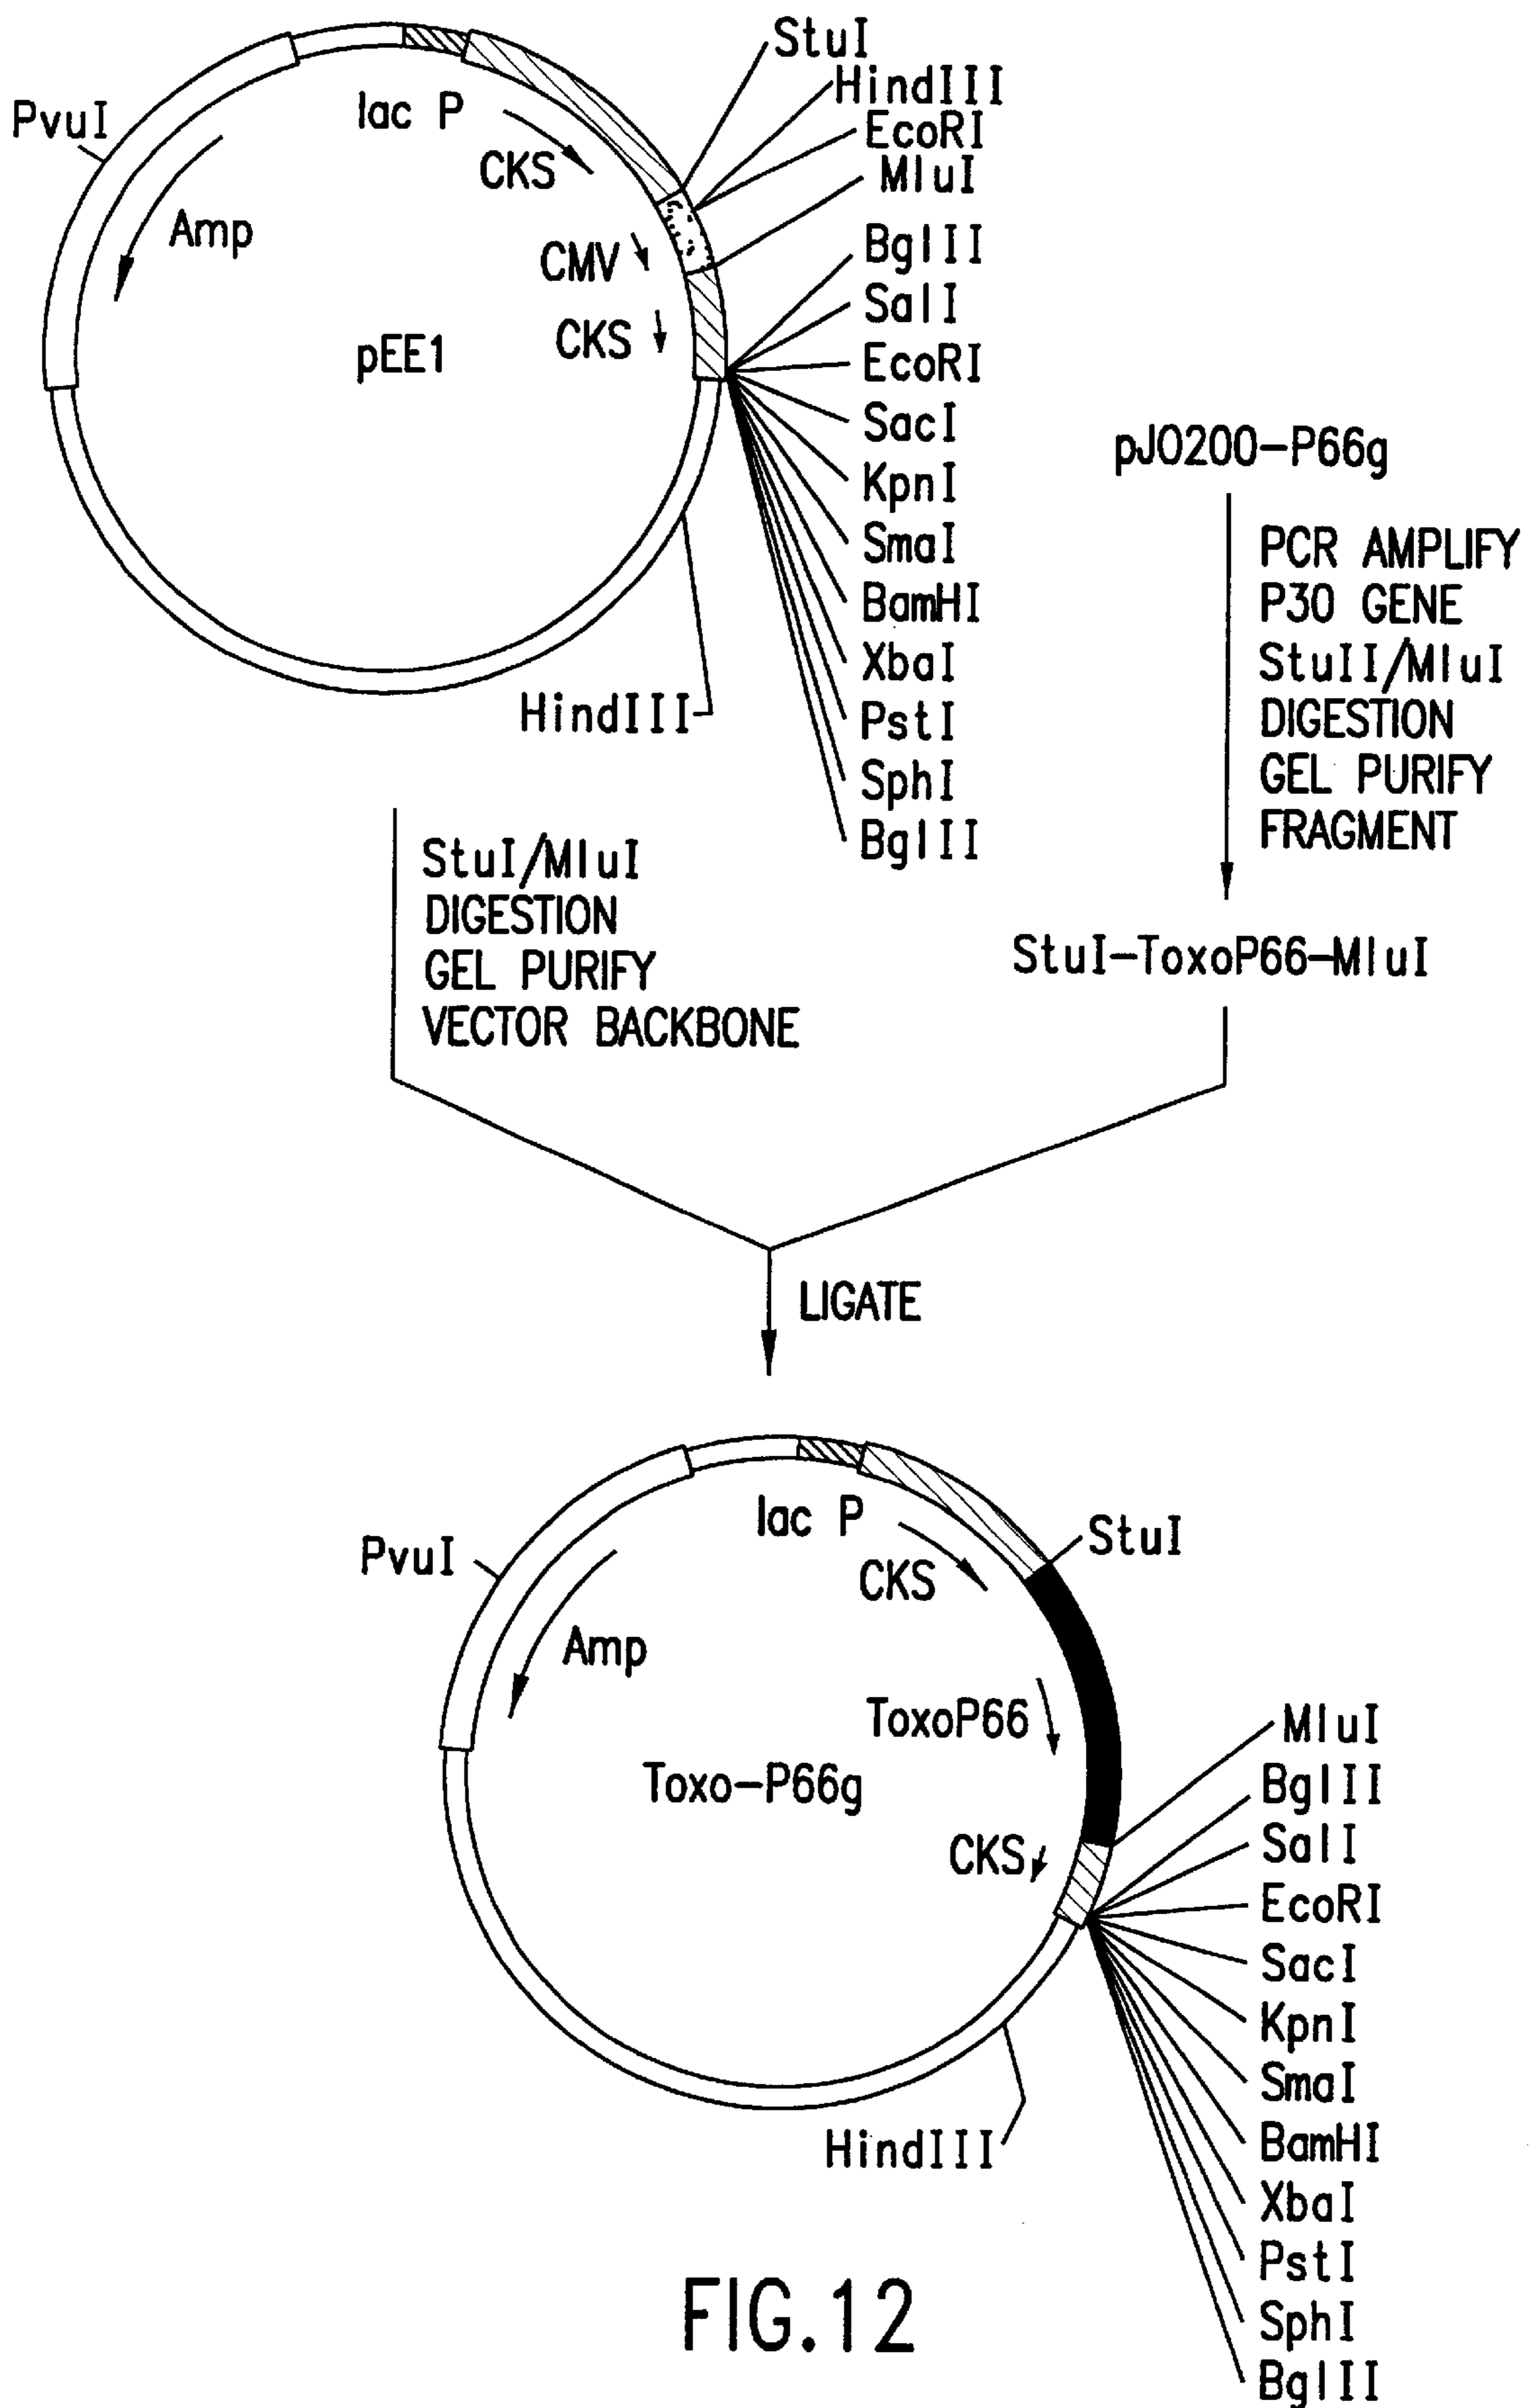 StuI
HindIII
EcoRI
MluI
PvuI
lac P
CKS
Amp
CMV
BglII
SalI
CKS
pEE1
EcoRI
SacI
KpnI
SmaI
BamHI
XbaI
PstI
SphI
BglII
HindIII
pJO200-P66g
PCR AMPLIFY
P30 GENE
StuII/MluI
DIGESTION
GEL PURIFY
FRAGMENT
StuI/MluI
DIGESTION
GEL PURIFY
VECTOR BACKBONE
StuI-ToxoP66-MluI
LIGATE
lac P
StuI
PvuI
CKS
Amp
ToxoP66
MluI
Toxo-P66g
BglII
SalI
CKS
EcoRI
SacI
KpnI
SmaI
HindIII
BamHI
XbaI
PstI
SphI
BglII
FIG.12